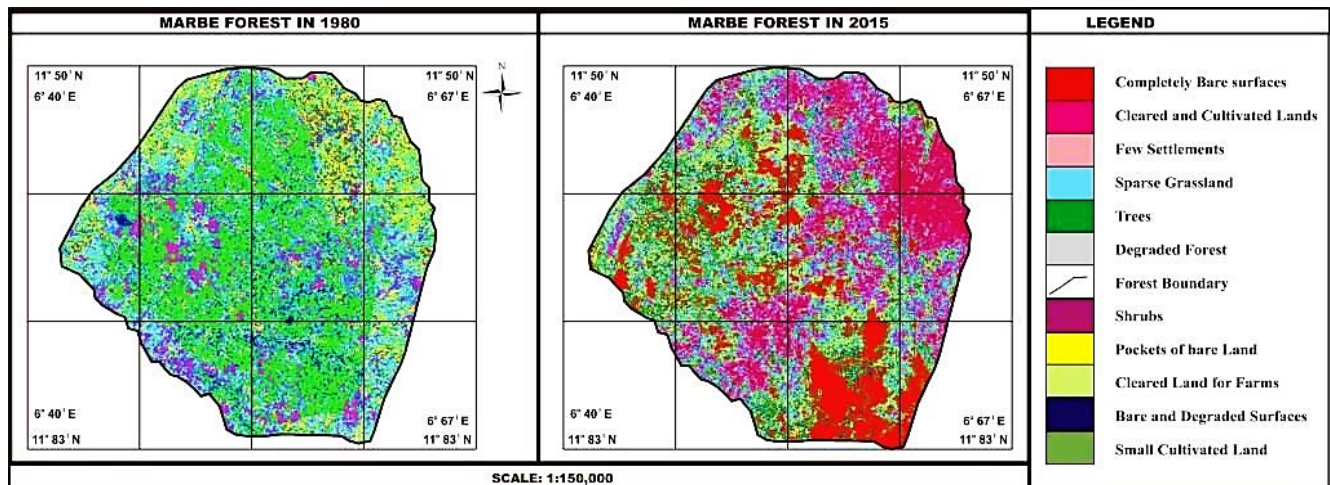 MARBE FOREST IN 1980
MARBE FOREST IN 2015
LEGEND
11° 50' N
6° 40' E
11° 50' N
6° 67' E
N
6° 40' E
11° 83' N
6° 67' E
11° 83' N
11° 50' N
6° 40' E
11° 50' N
6° 67' E
6° 40' E
11° 83' N
6° 67' E
11° 83' N
Completely Bare surfaces
Cleared and Cultivated Lands
Few Settlements
Sparse Grassland
Trees
Degraded Forest
Forest Boundary
Shrubs
Pockets of bare Land
Cleared Land for Farms
Bare and Degraded Surfaces
Small Cultivated Land
SCALE: 1:150,000